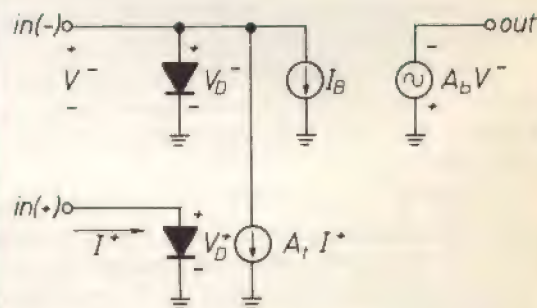 in(-) + - out
V⁻ + V_D⁻ I_B A_b V⁻
- - +
in(+) +
I⁺ V_D⁺ A_I I⁺
-